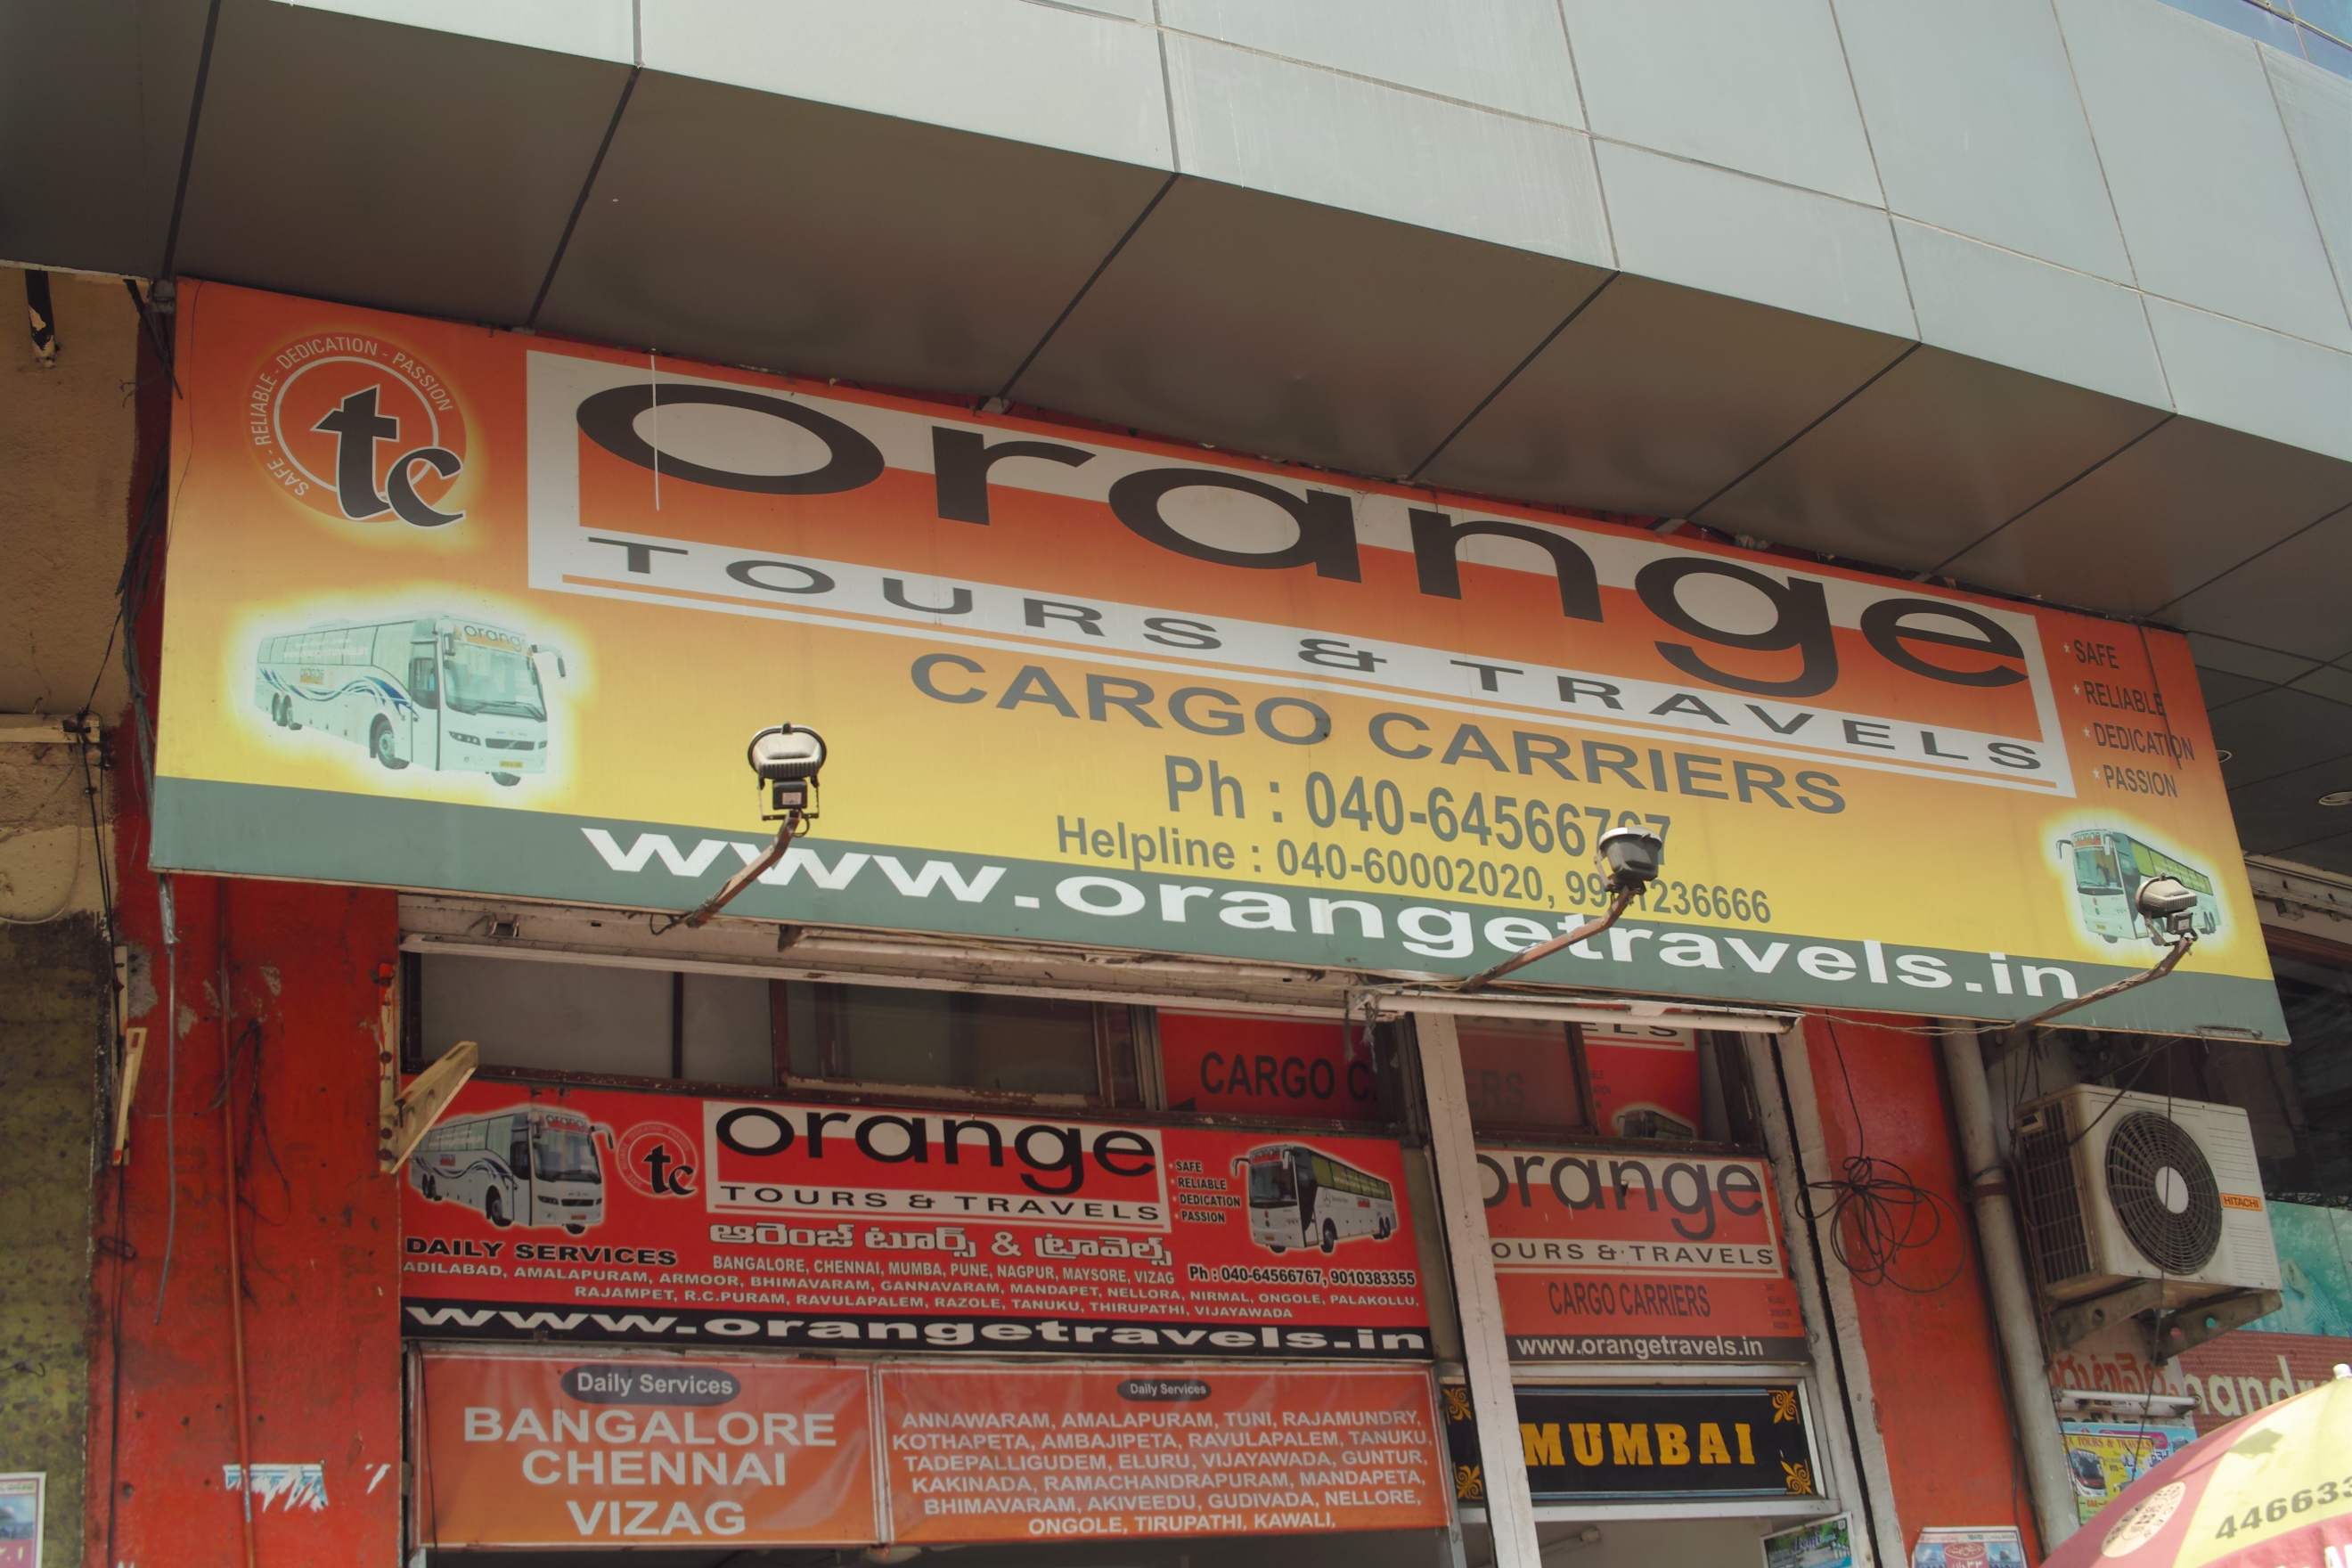 SAFE - RELIABLE - DEDICATION - PASSION
tc
orange
TOURS & TRAVELS
CARGO CARRIERS
Ph : 040-64566767
Helpline : 040-60002020,
www.orangetravels.in
* SAFE
* RELIABLE
* DEDICATION
* PASSION
CARGO
orange
TOURS & TRAVELS
tc
* SAFE
* RELIABLE
* DEDICATION
* PASSION
ఆరెంజ్ టూర్స్ & ట్రావెల్స్
DAILY SERVICES
BANGALORE, CHENNAI, MUMBA, PUNE, NAGPUR, MAYSORE, VIZAG
Ph : 040-64566767, 9010383355
ADILABAD, AMALAPURAM, ARMOOR, BHIMAVARAM, GANNAVARAM, MANDAPET, NELLORA, NIRMAL, ONGOLE, PALAKOLLU,
RAJAMPET, R.C.PURAM, RAVULAPALEM, RAZOLE, TANUKU, THIRUPATHI, VIJAYAWADA
www.orangetravels.in
orange
OURS & TRAVELS
CARGO CARRIERS
www.orangetravels.in
Daily Services
BANGALORE
CHENNAI
VIZAG
Daily Services
ANNAWARAM, AMALAPURAM, TUNI, RAJAMUNDRY,
KOTHAPETA, AMBAJIPETA, RAVULAPALEM, TANUKU,
TADEPALLIGUDEM, ELURU, VIJAYAWADA, GUNTUR,
KAKINADA, RAMACHANDRAPURAM, MANDAPETA,
BHIMAVARAM, AKIVEEDU, GUDIVADA, NELLORE,
ONGOLE, TIRUPATHI, KAWALI,
MUMBAI
HITACHI
TOURS & TRAVELS
446633